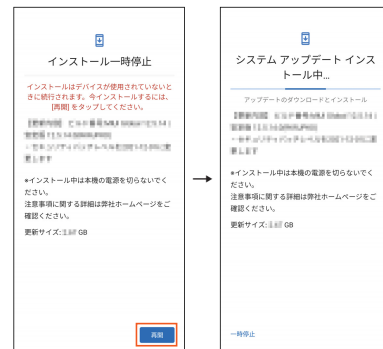 インストール一時停止
インストールはデバイスが使用されていないと
きに続行されます。今インストールするには、
[再開] をタップしてください。
※インストール中は本機の電源を切らないでく
ださい。
注意事項に関する詳細は弊社ホームページをご
確認ください。
更新サイズ: GB
再開
システム アップデート インス
トール中...
アップデートのダウンロードとインストール
※インストール中は本機の電源を切らないでく
ださい。
注意事項に関する詳細は弊社ホームページをご
確認ください。
更新サイズ: GB
一時停止